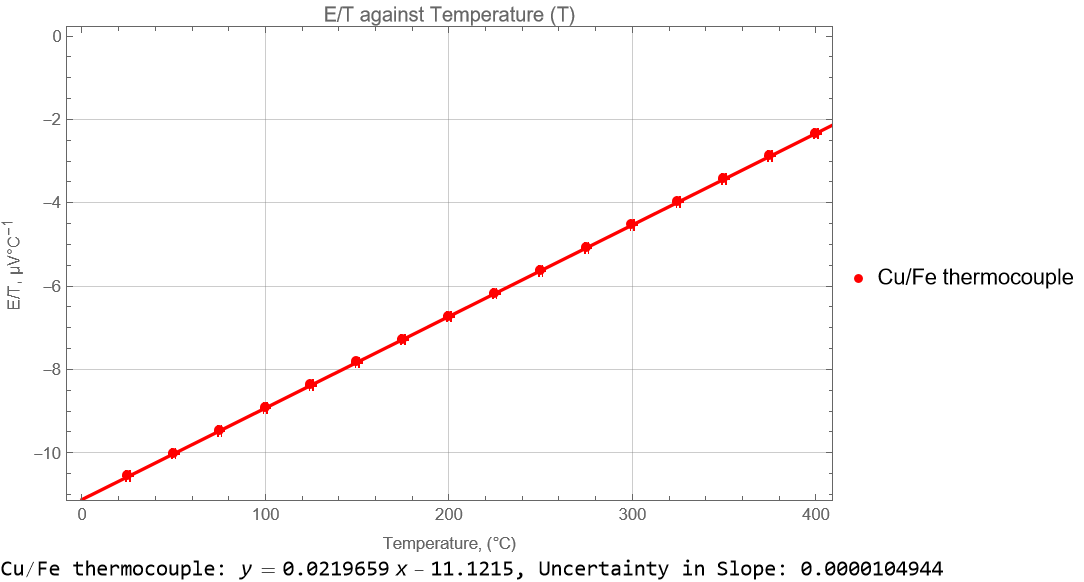 E/T against Temperature (T)
0
−2
−4
−6
−8
−10
E/T, μV°C⁻¹
0 100 200 300 400
Temperature, (°C)
Cu/Fe thermocouple
Cu/Fe thermocouple: y = 0.0219659 x − 11.1215, Uncertainty in Slope: 0.0000104944